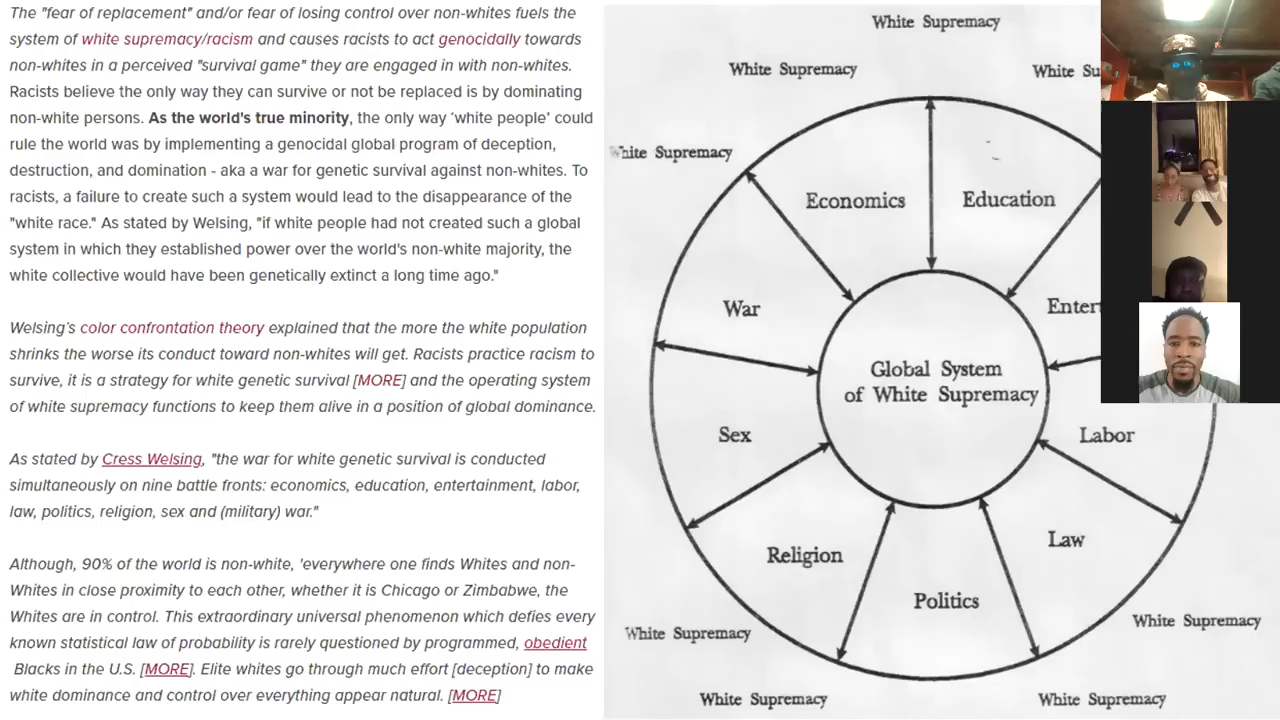 The "fear of replacement" and/or fear of losing control over non-whites fuels the
system of white supremacy/racism and causes racists to act genocidally towards
non-whites in a perceived "survival game" they are engaged in with non-whites.
Racists believe the only way they can survive or not be replaced is by dominating
non-white persons. As the world's true minority, the only way ‘white people’ could
rule the world was by implementing a genocidal global program of deception,
destruction, and domination - aka a war for genetic survival against non-whites. To
racists, a failure to create such a system would lead to the disappearance of the
"white race." As stated by Welsing, "if white people had not created such a global
system in which they established power over the world's non-white majority, the
white collective would have been genetically extinct a long time ago."
Welsing’s color confrontation theory explained that the more the white population
shrinks the worse its conduct toward non-whites will get. Racists practice racism to
survive, it is a strategy for white genetic survival [MORE] and the operating system
of white supremacy functions to keep them alive in a position of global dominance.
As stated by Cress Welsing, "the war for white genetic survival is conducted
simultaneously on nine battle fronts: economics, education, entertainment, labor,
law, politics, religion, sex and (military) war."
Although, 90% of the world is non-white, 'everywhere one finds Whites and non-
Whites in close proximity to each other, whether it is Chicago or Zimbabwe, the
Whites are in control. This extraordinary universal phenomenon which defies every
known statistical law of probability is rarely questioned by programmed, obedient
Blacks in the U.S. [MORE]. Elite whites go through much effort [deception] to make
white dominance and control over everything appear natural. [MORE]
White Supremacy
White Supremacy
White Su
White Supremacy
Economics
Education
War
Entert
Global System
of White Supremacy
Sex
Labor
Religion
Law
Politics
White Supremacy
White Supremacy
White Supremacy
White Supremacy